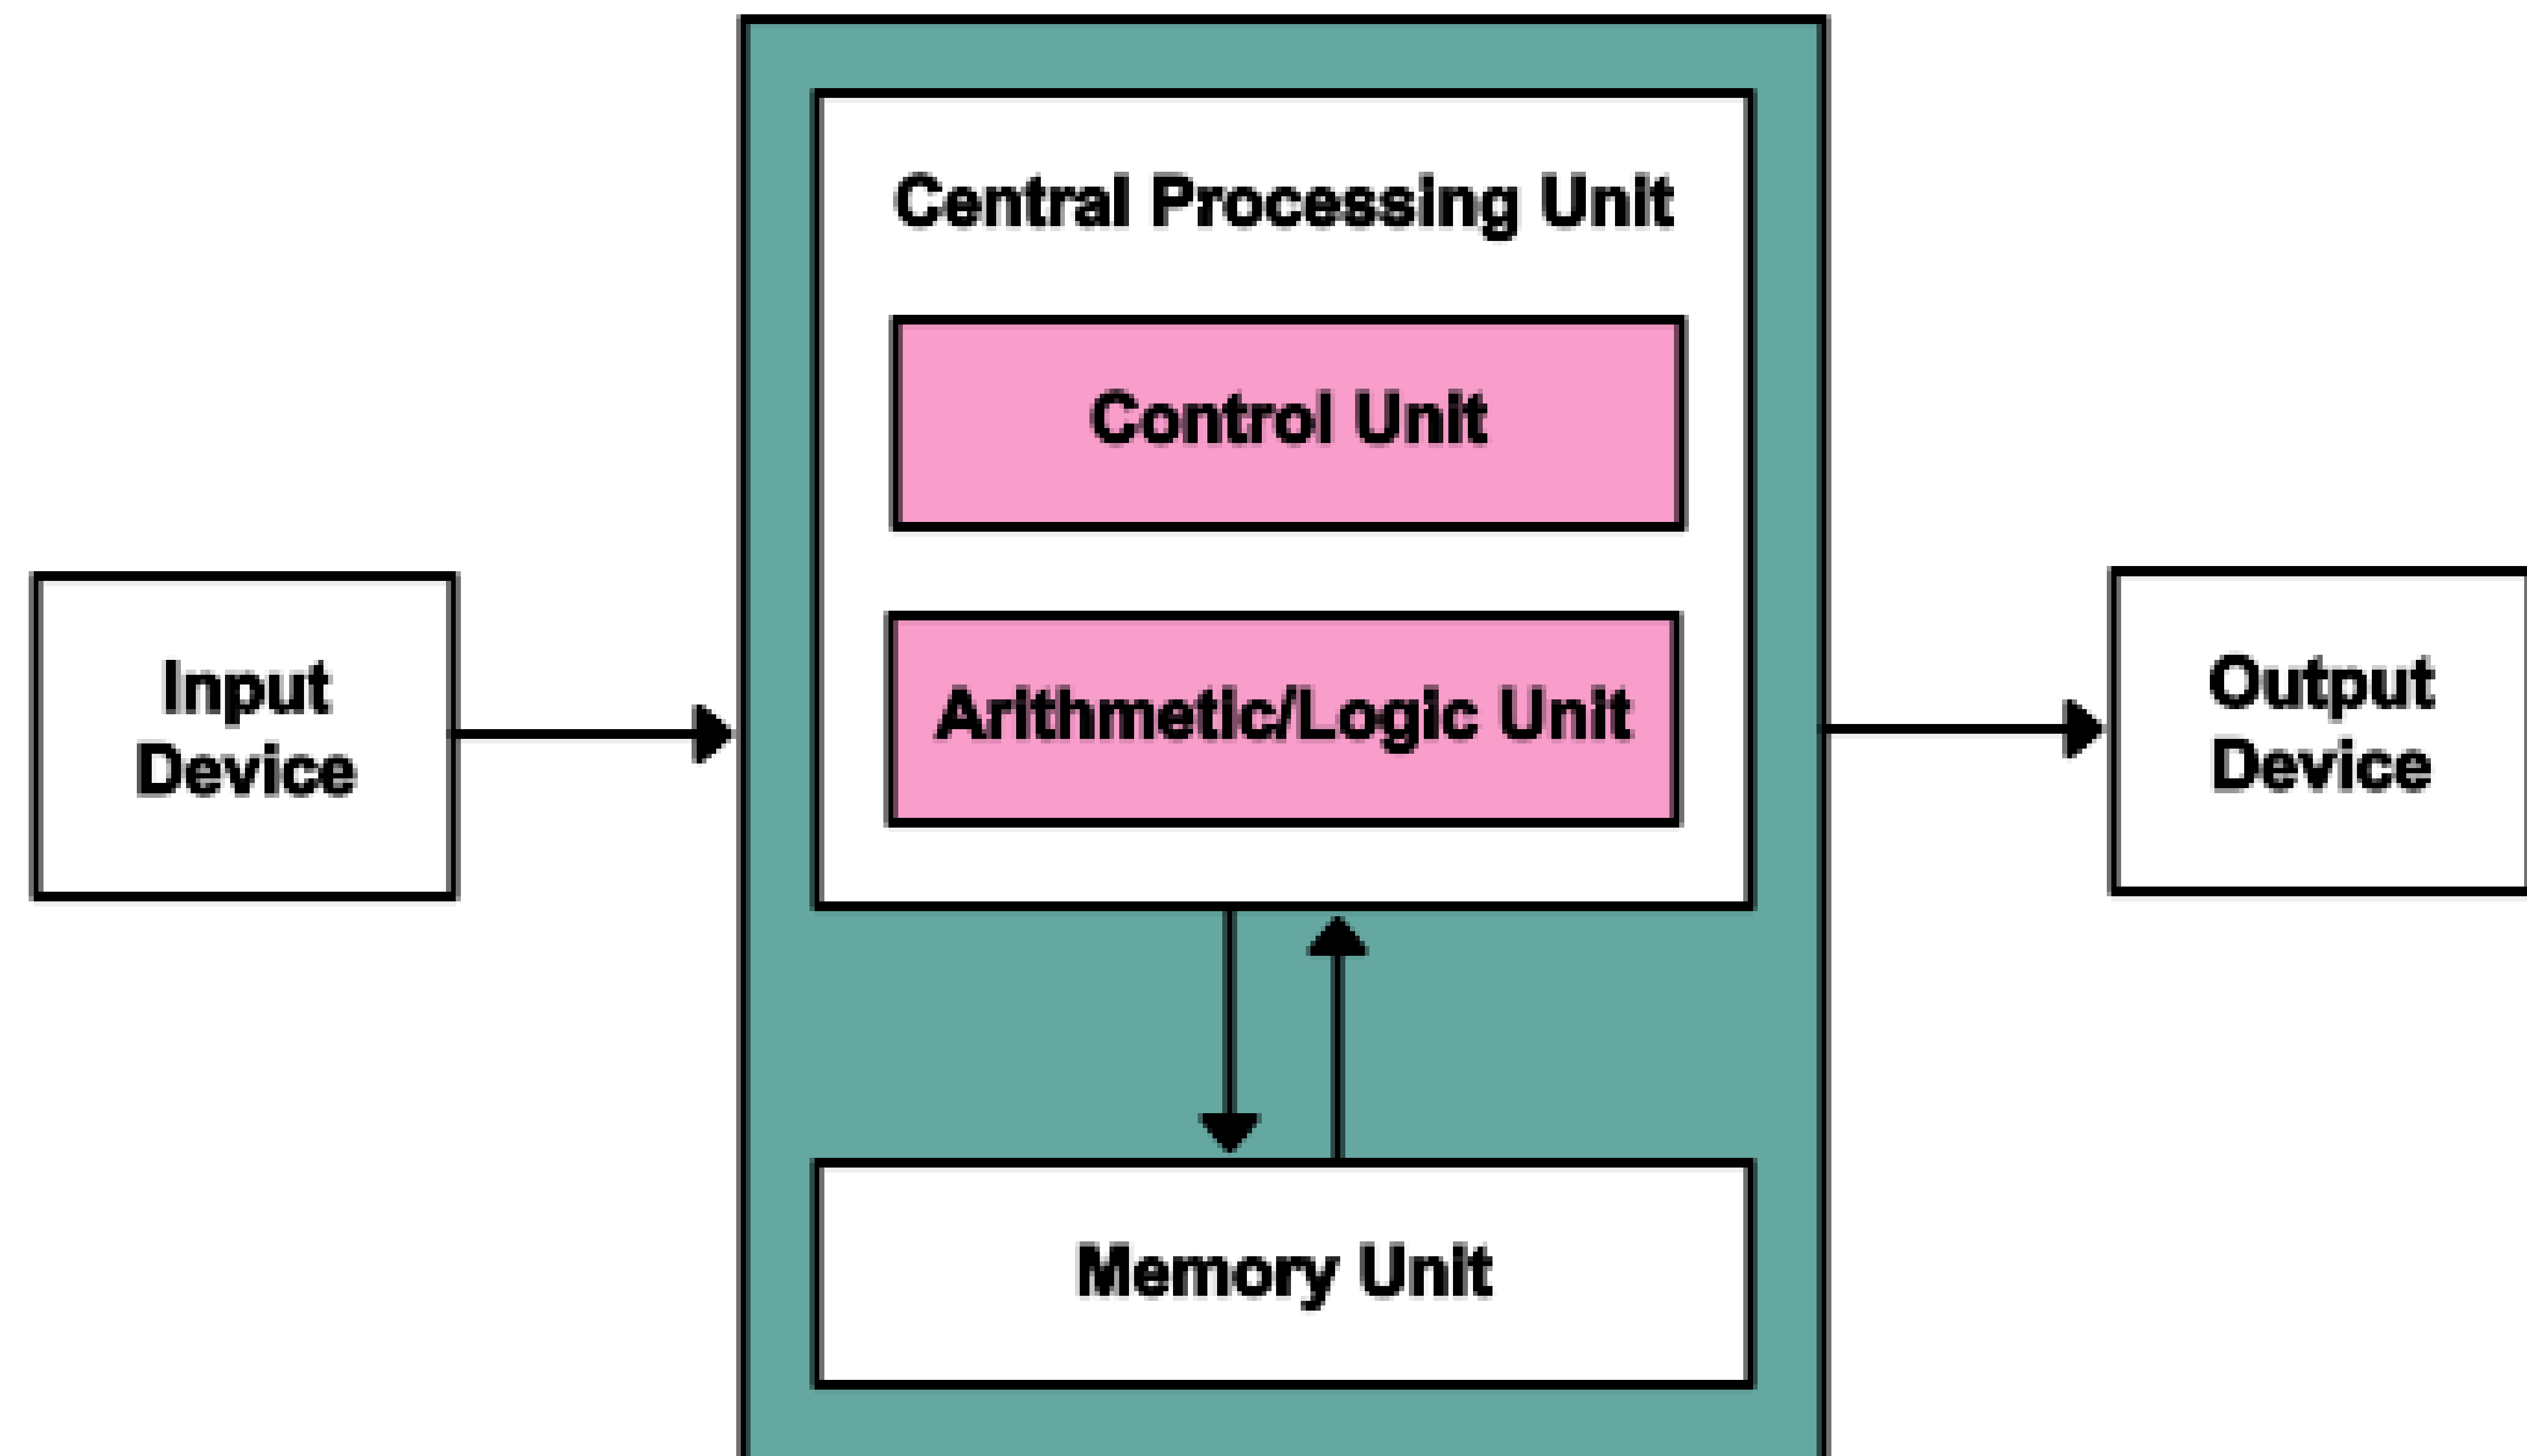 Central Processing Unit
Control Unit
Arithmetic/Logic Unit
Input
Device
Output
Device
Memory Unit